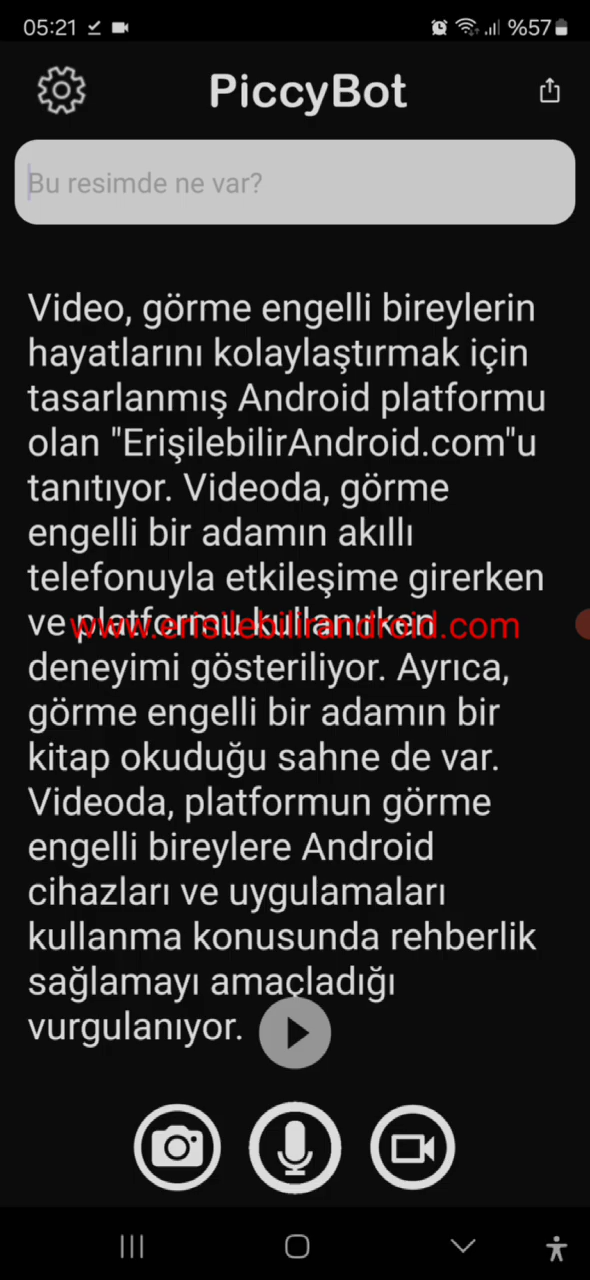 05:21
%57
PiccyBot
Bu resimde ne var?
Video, görme engelli bireylerin
hayatlarını kolaylaştırmak için
tasarlanmış Android platformu
olan "ErişilebilirAndroid.com"u
tanıtıyor. Videoda, görme
engelli bir adamın akıllı
telefonuyla etkileşime girerken
ve platformu kullanırken
www.erisilebilirandroid.com
deneyimi gösteriliyor. Ayrıca,
görme engelli bir adamın bir
kitap okuduğu sahne de var.
Videoda, platformun görme
engelli bireylere Android
cihazları ve uygulamaları
kullanma konusunda rehberlik
sağlamayı amaçladığı
vurgulanıyor.